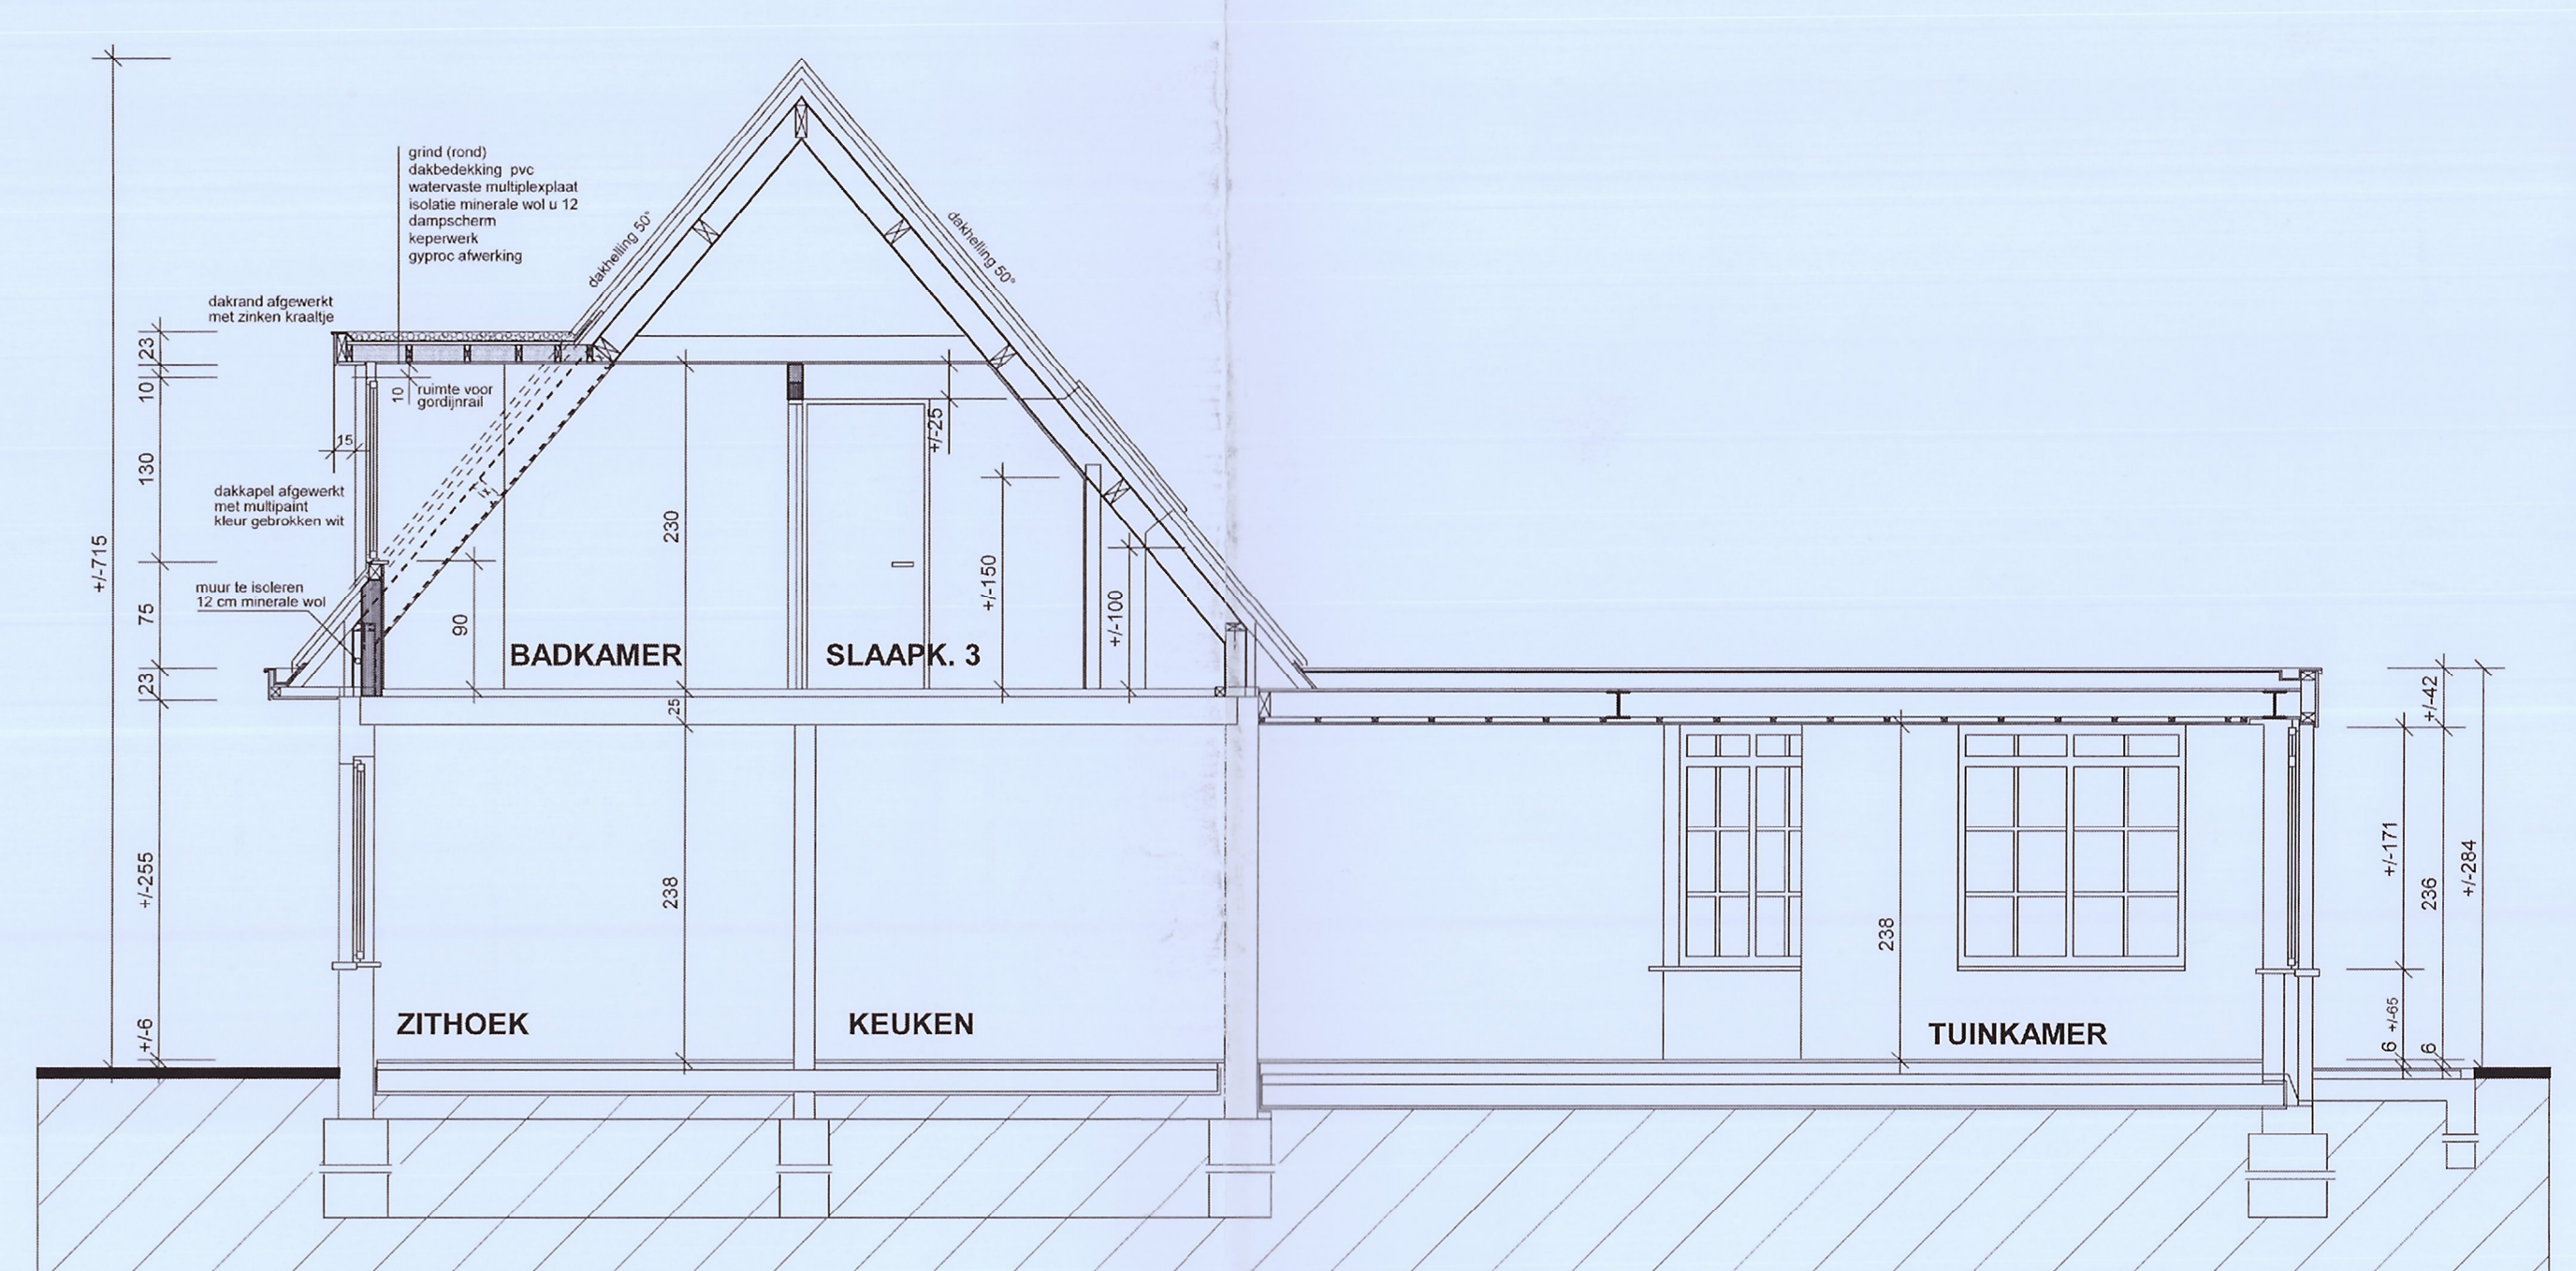 grind (rond)
dakbedekking pvc
watervaste multiplexplaat
isolatie minerale wol u 12
dampscherm
keperwerk
gyproc afwerking
dakhelling 50°
dakhelling 50°
dakrand afgewerkt
met zinken kraaltje
23
10
10
ruimte voor
gordijnrail
15
130
+/-25
dakkapel afgewerkt
met multipaint
kleur gebrokken wit
230
+/-715
+/-150
muur te isoleren
12 cm minerale wol
75
90
+/-100
BADKAMER
SLAAPK. 3
23
25
+/-42
+/-255
238
+/-171
236
+/-284
238
ZITHOEK
KEUKEN
TUINKAMER
+/-65
+/-6
6
6